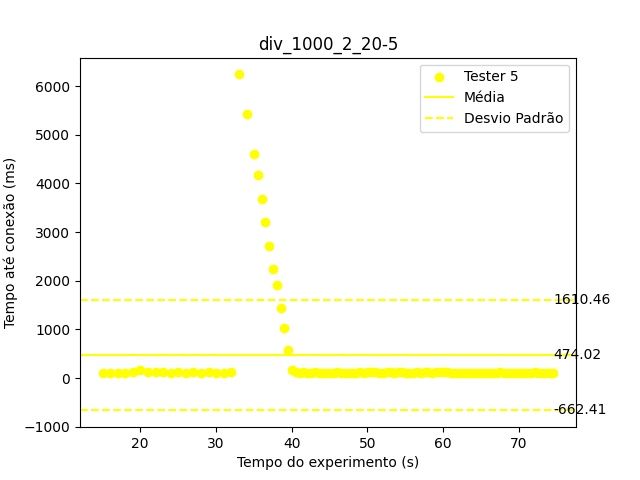 div_1000_2_20-5
Tester 5
Média
Desvio Padrão
Tempo até conexão (ms)
6000
5000
4000
3000
2000
1000
0
−1000
1610.46
474.02
-662.41
20
30
40
50
60
70
Tempo do experimento (s)